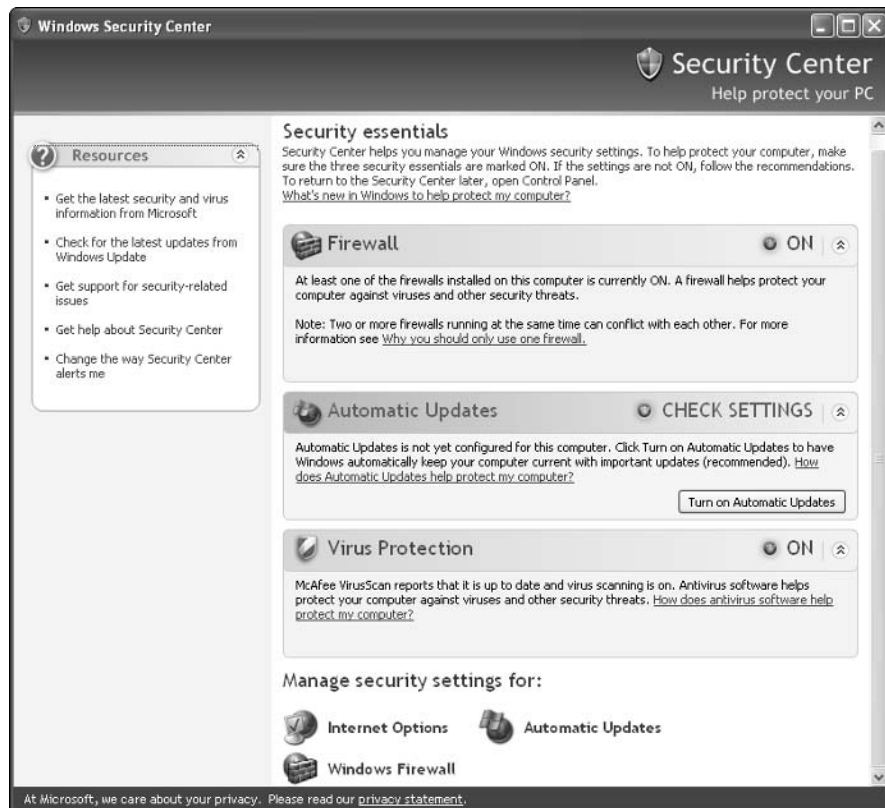 Windows Security Center
Security Center
Help protect your PC
Resources
Get the latest security and virus
information from Microsoft
Check for the latest updates from
Windows Update
Get support for security-related
issues
Get help about Security Center
Change the way Security Center
alerts me
Security essentials
Security Center helps you manage your Windows security settings. To help protect your computer, make
sure the three security essentials are marked ON. If the settings are not ON, follow the recommendations.
To return to the Security Center later, open Control Panel.
What's new in Windows to help protect my computer?
Firewall ON
At least one of the firewalls installed on this computer is currently ON. A firewall helps protect your
computer against viruses and other security threats.
Note: Two or more firewalls running at the same time can conflict with each other. For more
information see Why you should only use one firewall.
Automatic Updates CHECK SETTINGS
Automatic Updates is not yet configured for this computer. Click Turn on Automatic Updates to have
Windows automatically keep your computer current with important updates (recommended). How
does Automatic Updates help protect my computer?
Turn on Automatic Updates
Virus Protection ON
McAfee VirusScan reports that it is up to date and virus scanning is on. Antivirus software helps
protect your computer against viruses and other security threats. How does antivirus software help
protect my computer?
Manage security settings for:
Internet Options Automatic Updates
Windows Firewall
At Microsoft, we care about your privacy. Please read our privacy statement.